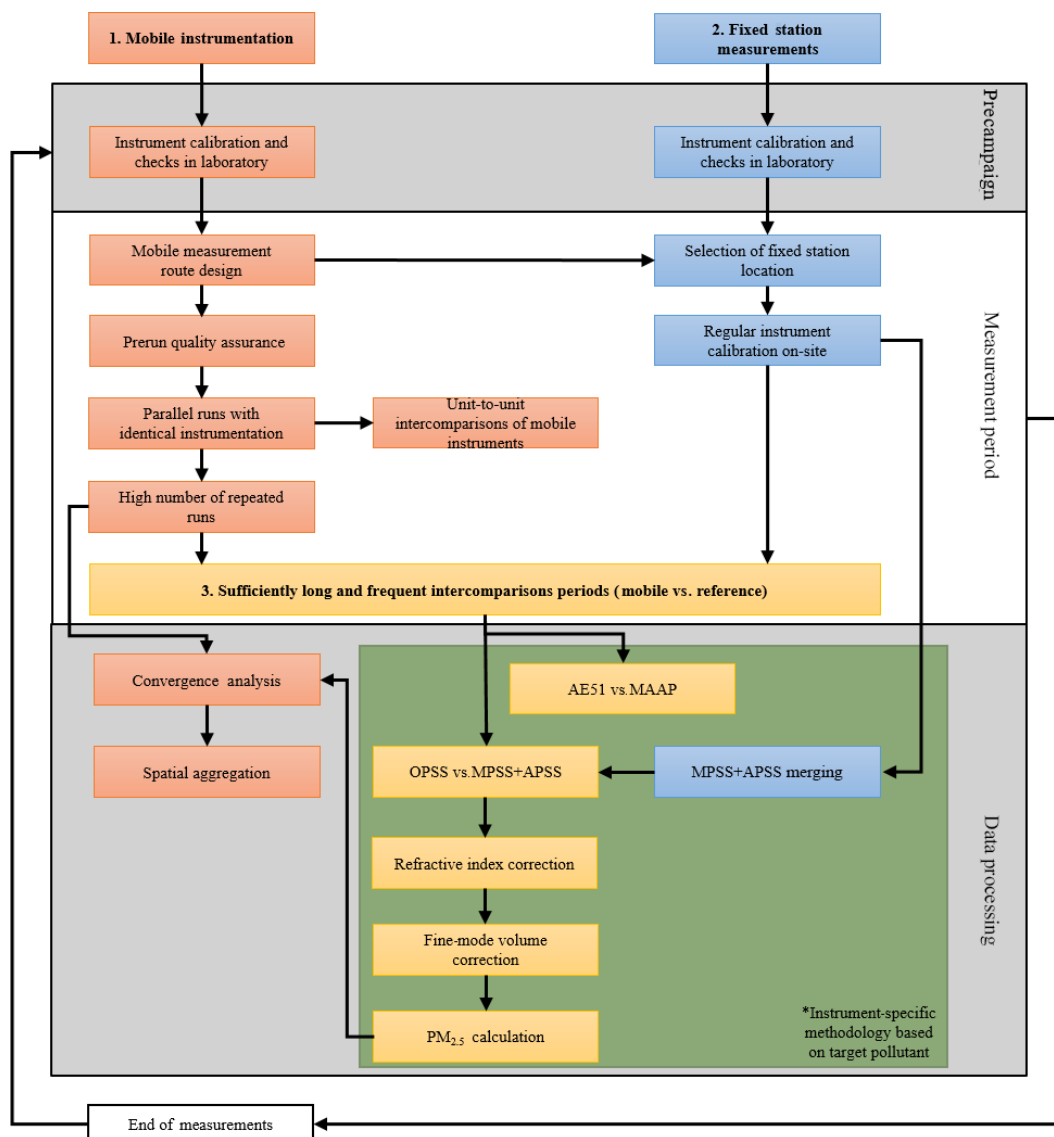 1. Mobile instrumentation
2. Fixed station
measurements
Precampaign
Instrument calibration and
checks in laboratory
Instrument calibration and
checks in laboratory
Measurement period
Mobile measurement
route design
Selection of fixed station
location
Prerun quality assurance
Regular instrument
calibration on-site
Parallel runs with
identical instrumentation
Unit-to-unit
intercomparisons of mobile
instruments
High number of repeated
runs
3. Sufficiently long and frequent intercomparisons periods (mobile vs. reference)
Data processing
Convergence analysis
AE51 vs.MAAP
Spatial aggregation
OPSS vs.MPSS+APSS
MPSS+APSS merging
Refractive index correction
Fine-mode volume
correction
PM2.5 calculation
*Instrument-specific
methodology based
on target pollutant
End of measurements